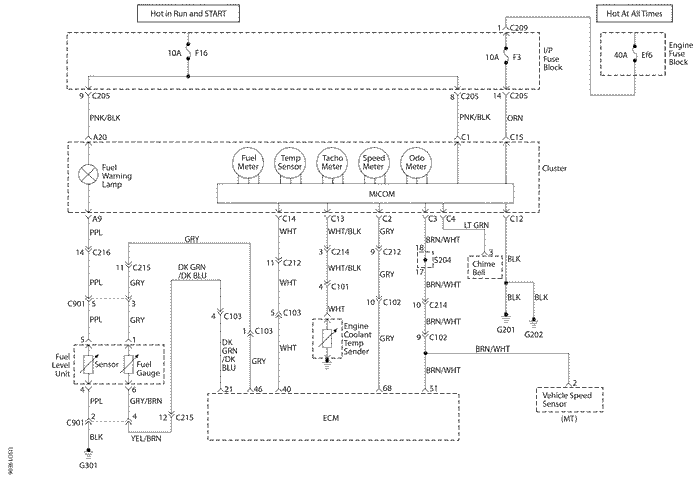 Hot in Run and START
Hot At All Times
1 C209
10A F16
10A F3
I/P
Fuse
Block
40A Ef6
Engine
Fuse
Block
9 C205
8 C205
14 C205
PNK/BLK
PNK/BLK
ORN
A20
C1
C15
Fuel
Warning
Lamp
Fuel
Meter
Temp
Sensor
Tacho
Meter
Speed
Meter
Odo
Meter
Cluster
MICOM
A9
C14
C13
C2
C3
C4
C12
PPL
GRY
WHT
WHT/BLK
GRY
BRN/WHT
LT GRN
14 C216
11 C215
DK GRN
/DK BLU
11 C212
3 C214
9 C212
18
S204
17
3
Chime
Bell
BLK
PPL
GRY
WHT
WHT/BLK
BRN/WHT
4 C101
C901 5
3
4 C103
5 C103
WHT
10 C102
10 C214
BLK
BLK
G201
G202
PPL
GRY
1 C103
Engine
Coolant
Temp
Sender
BRN/WHT
9 C102
5
1
DK
GRN
/DK
BLU
GRY
WHT
GRY
BRN/WHT
Fuel
Level
Unit
Sensor
Fuel
Gauge
BRN/WHT
4
6
21
46
40
68
51
2
PPL
GRY/BRN
12 C215
ECM
Vehicle Speed
Sensor
(MT)
C901 2
4
BLK
YEL/BRN
G301